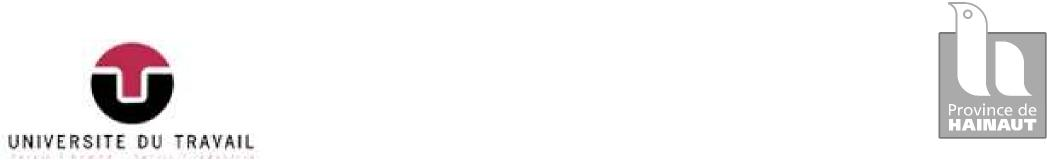 UNIVERSITE DU TRAVAIL
Province de
HAINAUT